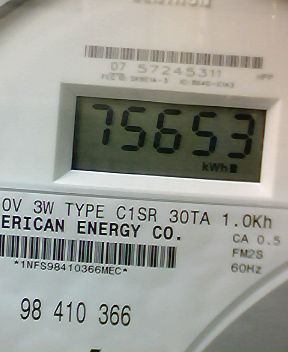 07 57245311
75653
kWh
0V 3W TYPE C1SR 30TA 1.0Kh
ERICAN ENERGY CO.
CA 0.5
FM2S
*1NFS98410366MEC*
60Hz
98 410 366